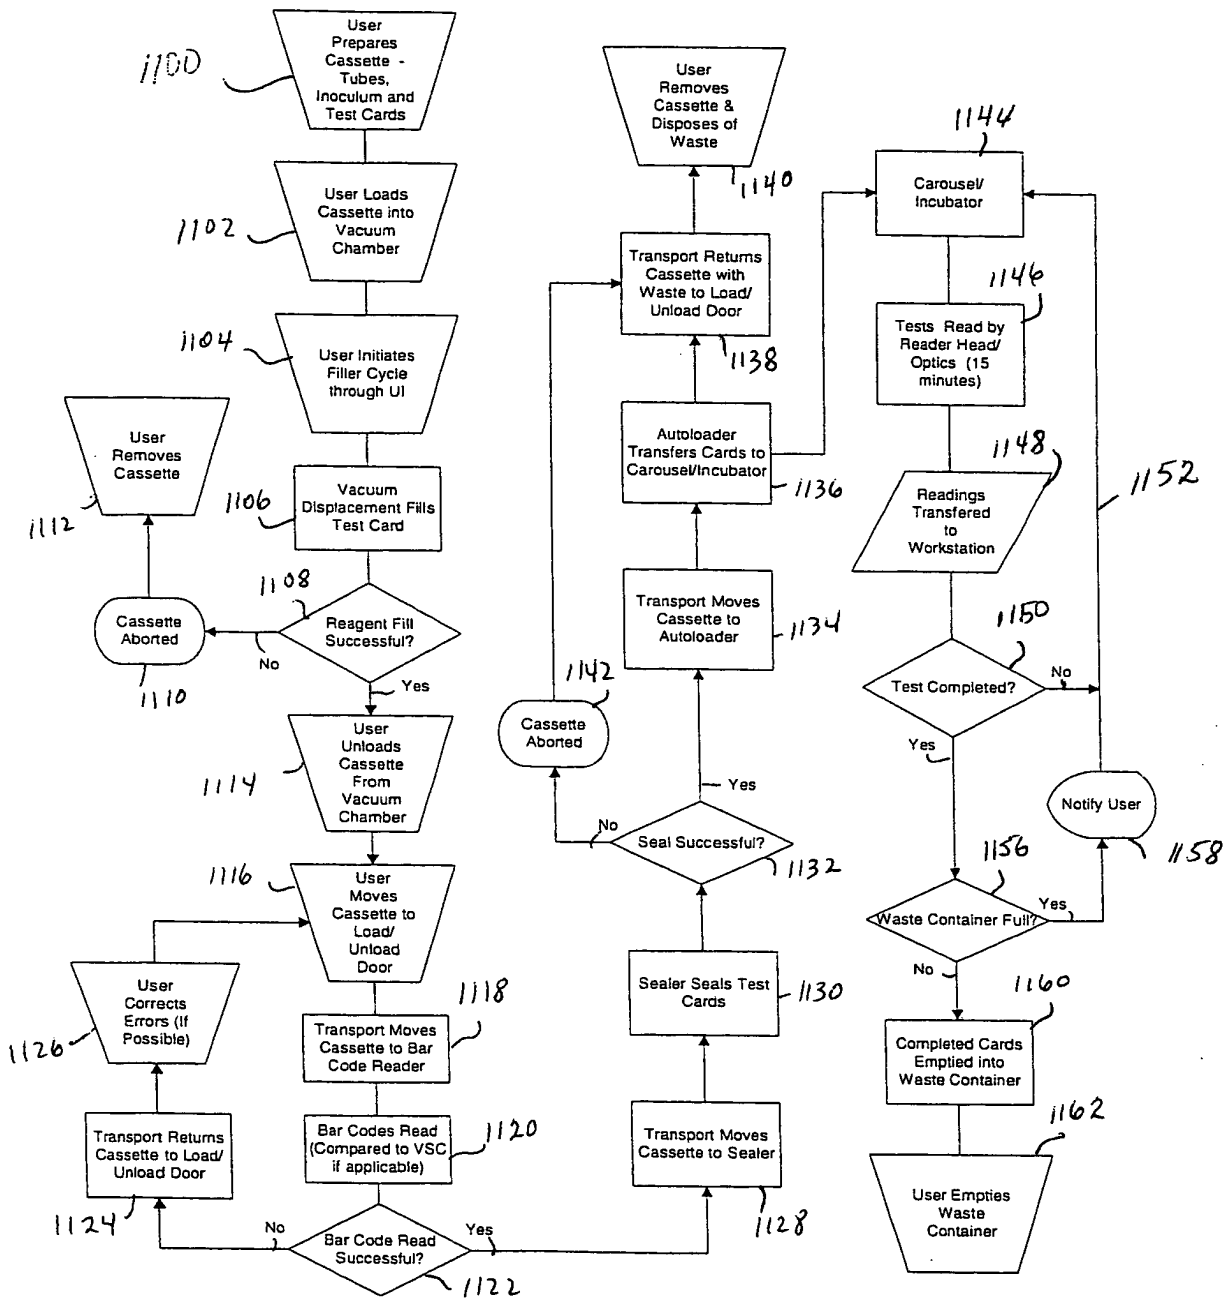 1100
User
Prepares
Cassette -
Tubes,
Inoculum and
Test Cards
1102
User Loads
Cassette into
Vacuum
Chamber
1104
User Initiates
Filler Cycle
through UI
User
Removes
Cassette
1112
1106
Vacuum
Displacement Fills
Test Card
1108
Reagent Fill
Successful?
No
Yes
Cassette
Aborted
1110
User
Unloads
Cassette
From
Vacuum
Chamber
1114
1116
User
Moves
Cassette to
Load/
Unload
Door
User
Corrects
Errors (If
Possible)
1126
1118
Transport Moves
Cassette to Bar
Code Reader
Transport Returns
Cassette to Load/
Unload Door
1124
Bar Codes Read
(Compared to VSC
if applicable)
1120
No
Bar Code Read
Successful?
Yes
1122
User
Removes
Cassette &
Disposes of
Waste
1140
Transport Returns
Cassette with
Waste to Load/
Unload Door
1138
Autoloader
Transfers Cards to
Carousel/Incubator
1136
Transport Moves
Cassette to
Autoloader
1134
1142
Cassette
Aborted
Yes
No
Seal Successful?
1132
Sealer Seals Test
Cards
1130
Transport Moves
Cassette to Sealer
1128
1144
Carousel/
Incubator
1146
Tests Read by
Reader Head/
Optics (15
minutes)
1148
Readings
Transfered
to
Workstation
1152
1150
Test Completed?
No
Yes
Notify User
1158
1156
Waste Container Full?
Yes
No
1160
Completed Cards
Emptied into
Waste Container
1162
User Empties
Waste
Container